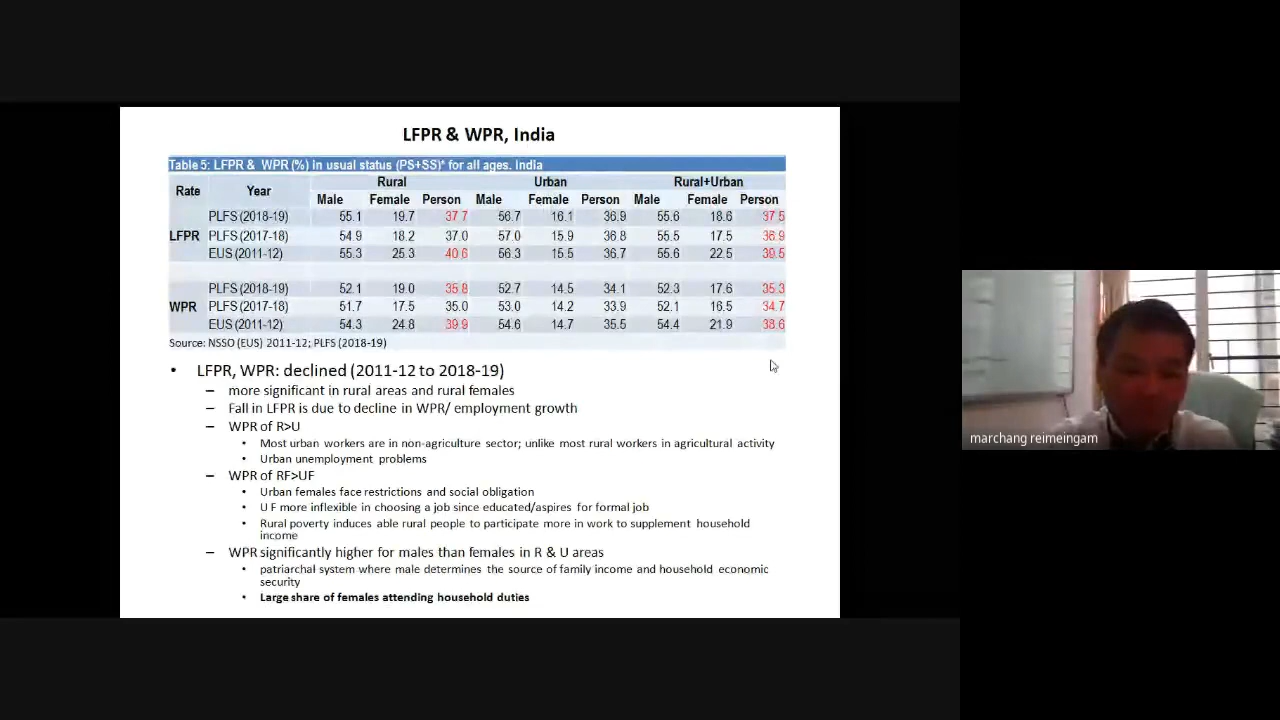 LFPR & WPR, India
Table 5: LFPR & WPR (%) in usual status (PS+SS)* for all ages. India
Rate Year Rural Urban Rural+Urban
Male Female Person Male Female Person Male Female Person
PLFS (2018-19) 55.1 19.7 37.7 56.7 16.1 36.9 55.6 18.6 37.5
LFPR PLFS (2017-18) 54.9 18.2 37.0 57.0 15.9 36.8 55.5 17.5 36.9
EUS (2011-12) 55.3 25.3 40.6 56.3 15.5 36.7 55.6 22.5 39.5
PLFS (2018-19) 52.1 19.0 35.8 52.7 14.5 34.1 52.3 17.6 35.3
WPR PLFS (2017-18) 51.7 17.5 35.0 53.0 14.2 33.9 52.1 16.5 34.7
EUS (2011-12) 54.3 24.8 39.9 54.6 14.7 35.5 54.4 21.9 38.6
Source: NSSO (EUS) 2011-12; PLFS (2018-19)
• LFPR, WPR: declined (2011-12 to 2018-19)
– more significant in rural areas and rural females
– Fall in LFPR is due to decline in WPR/ employment growth
– WPR of R>U
• Most urban workers are in non-agriculture sector; unlike most rural workers in agricultural activity
• Urban unemployment problems
– WPR of RF>UF
• Urban females face restrictions and social obligation
• U F more inflexible in choosing a job since educated/aspires for formal job
• Rural poverty induces able rural people to participate more in work to supplement household
income
– WPR significantly higher for males than females in R & U areas
• patriarchal system where male determines the source of family income and household economic
security
• Large share of females attending household duties
marchang reimeingam